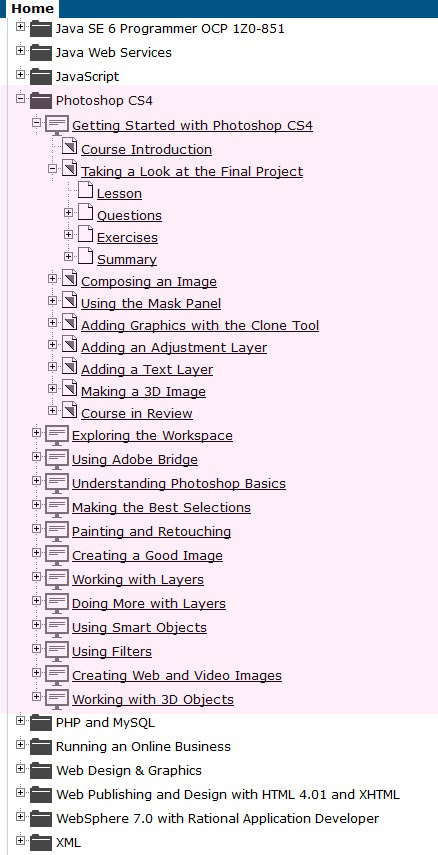 Home
Java SE 6 Programmer OCP 1Z0-851
Java Web Services
JavaScript
Photoshop CS4
Getting Started with Photoshop CS4
Course Introduction
Taking a Look at the Final Project
Lesson
Questions
Exercises
Summary
Composing an Image
Using the Mask Panel
Adding Graphics with the Clone Tool
Adding an Adjustment Layer
Adding a Text Layer
Making a 3D Image
Course in Review
Exploring the Workspace
Using Adobe Bridge
Understanding Photoshop Basics
Making the Best Selections
Painting and Retouching
Creating a Good Image
Working with Layers
Doing More with Layers
Using Smart Objects
Using Filters
Creating Web and Video Images
Working with 3D Objects
PHP and MySQL
Running an Online Business
Web Design & Graphics
Web Publishing and Design with HTML 4.01 and XHTML
WebSphere 7.0 with Rational Application Developer
XML